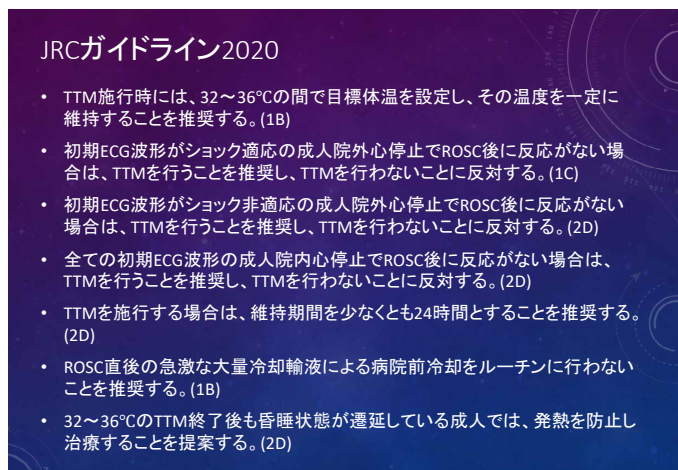 JRCガイドライン2020
• TTM施行時には、32～36℃の間で目標体温を設定し、その温度を一定に
維持することを推奨する。(1B)
• 初期ECG波形がショック適応の成人院外心停止でROSC後に反応がない場
合は、TTMを行うことを推奨し、TTMを行わないことに反対する。(1C)
• 初期ECG波形がショック非適応の成人院外心停止でROSC後に反応がない
場合は、TTMを行うことを推奨し、TTMを行わないことに反対する。(2D)
• 全ての初期ECG波形の成人院内心停止でROSC後に反応がない場合は、
TTMを行うことを推奨し、TTMを行わないことに反対する。(2D)
• TTMを施行する場合は、維持期間を少なくとも24時間とすることを推奨する。
(2D)
• ROSC直後の急激な大量冷却輸液による病院前冷却をルーチンに行わない
ことを推奨する。(1B)
• 32～36℃のTTM終了後も昏睡状態が遷延している成人では、発熱を防止し
治療することを提案する。(2D)